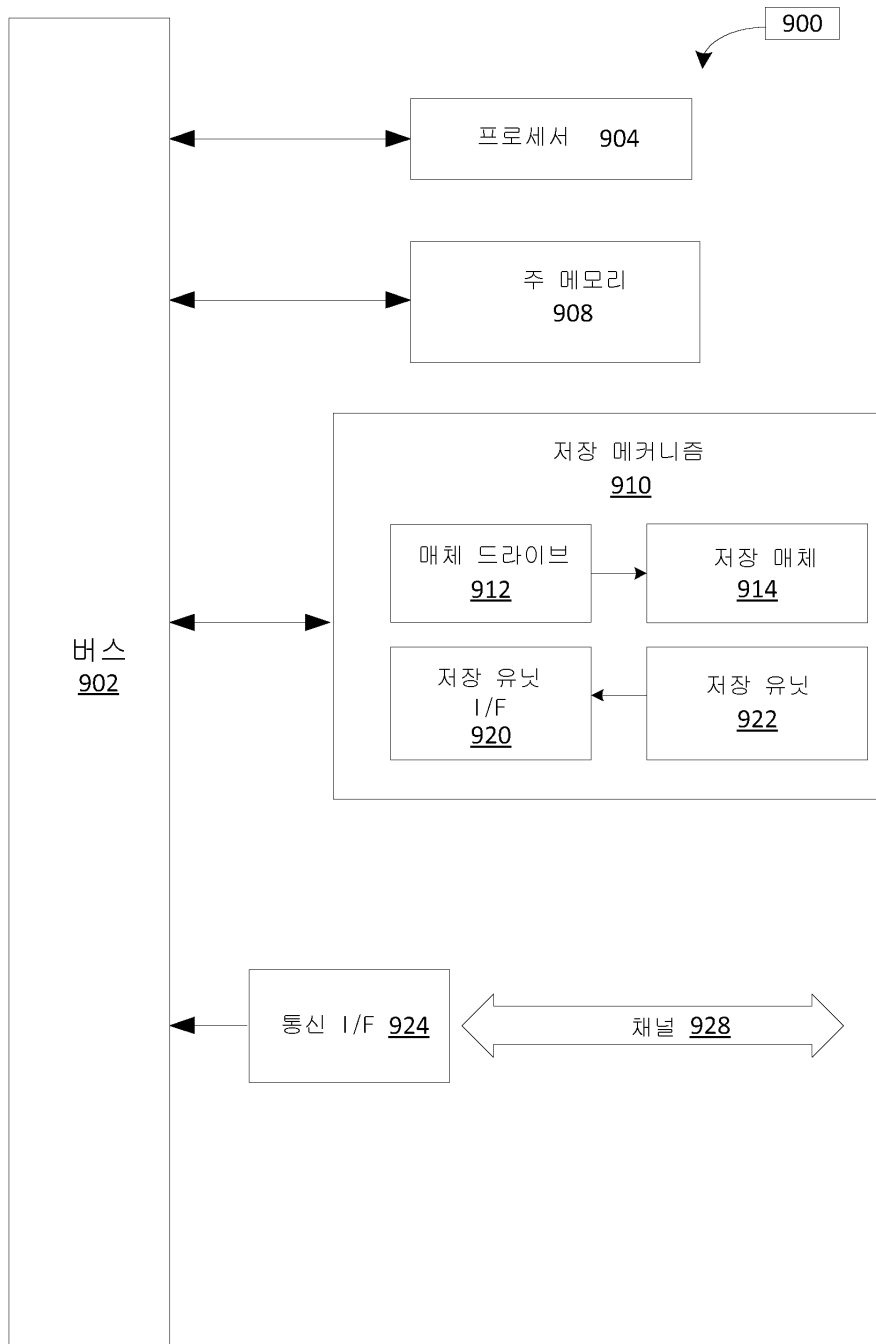 900
프로세서 904
주 메모리
908
저장 메커니즘
910
매체 드라이브
912
저장 매체
914
버스
902
저장 유닛
I/F
920
저장 유닛
922
통신 I/F 924
채널 928